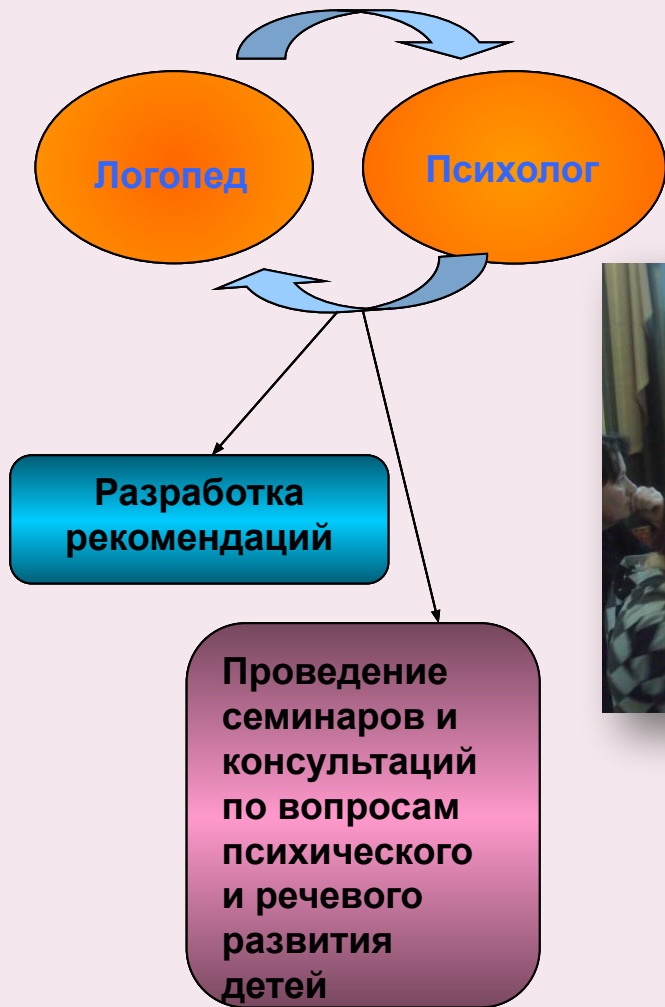 Логопед
Психолог
Разработка
рекомендаций
Проведение
семинаров и
консультаций
по вопросам
психического
и речевого
развития
детей